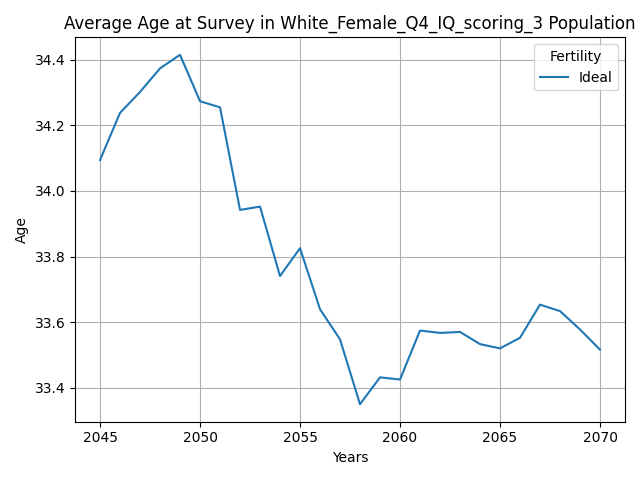 Average Age at Survey in White_Female_Q4_IQ_scoring_3 Population
Fertility
Ideal
34.4
34.2
34.0
33.8
33.6
33.4
Age
2045 2050 2055 2060 2065 2070
Years